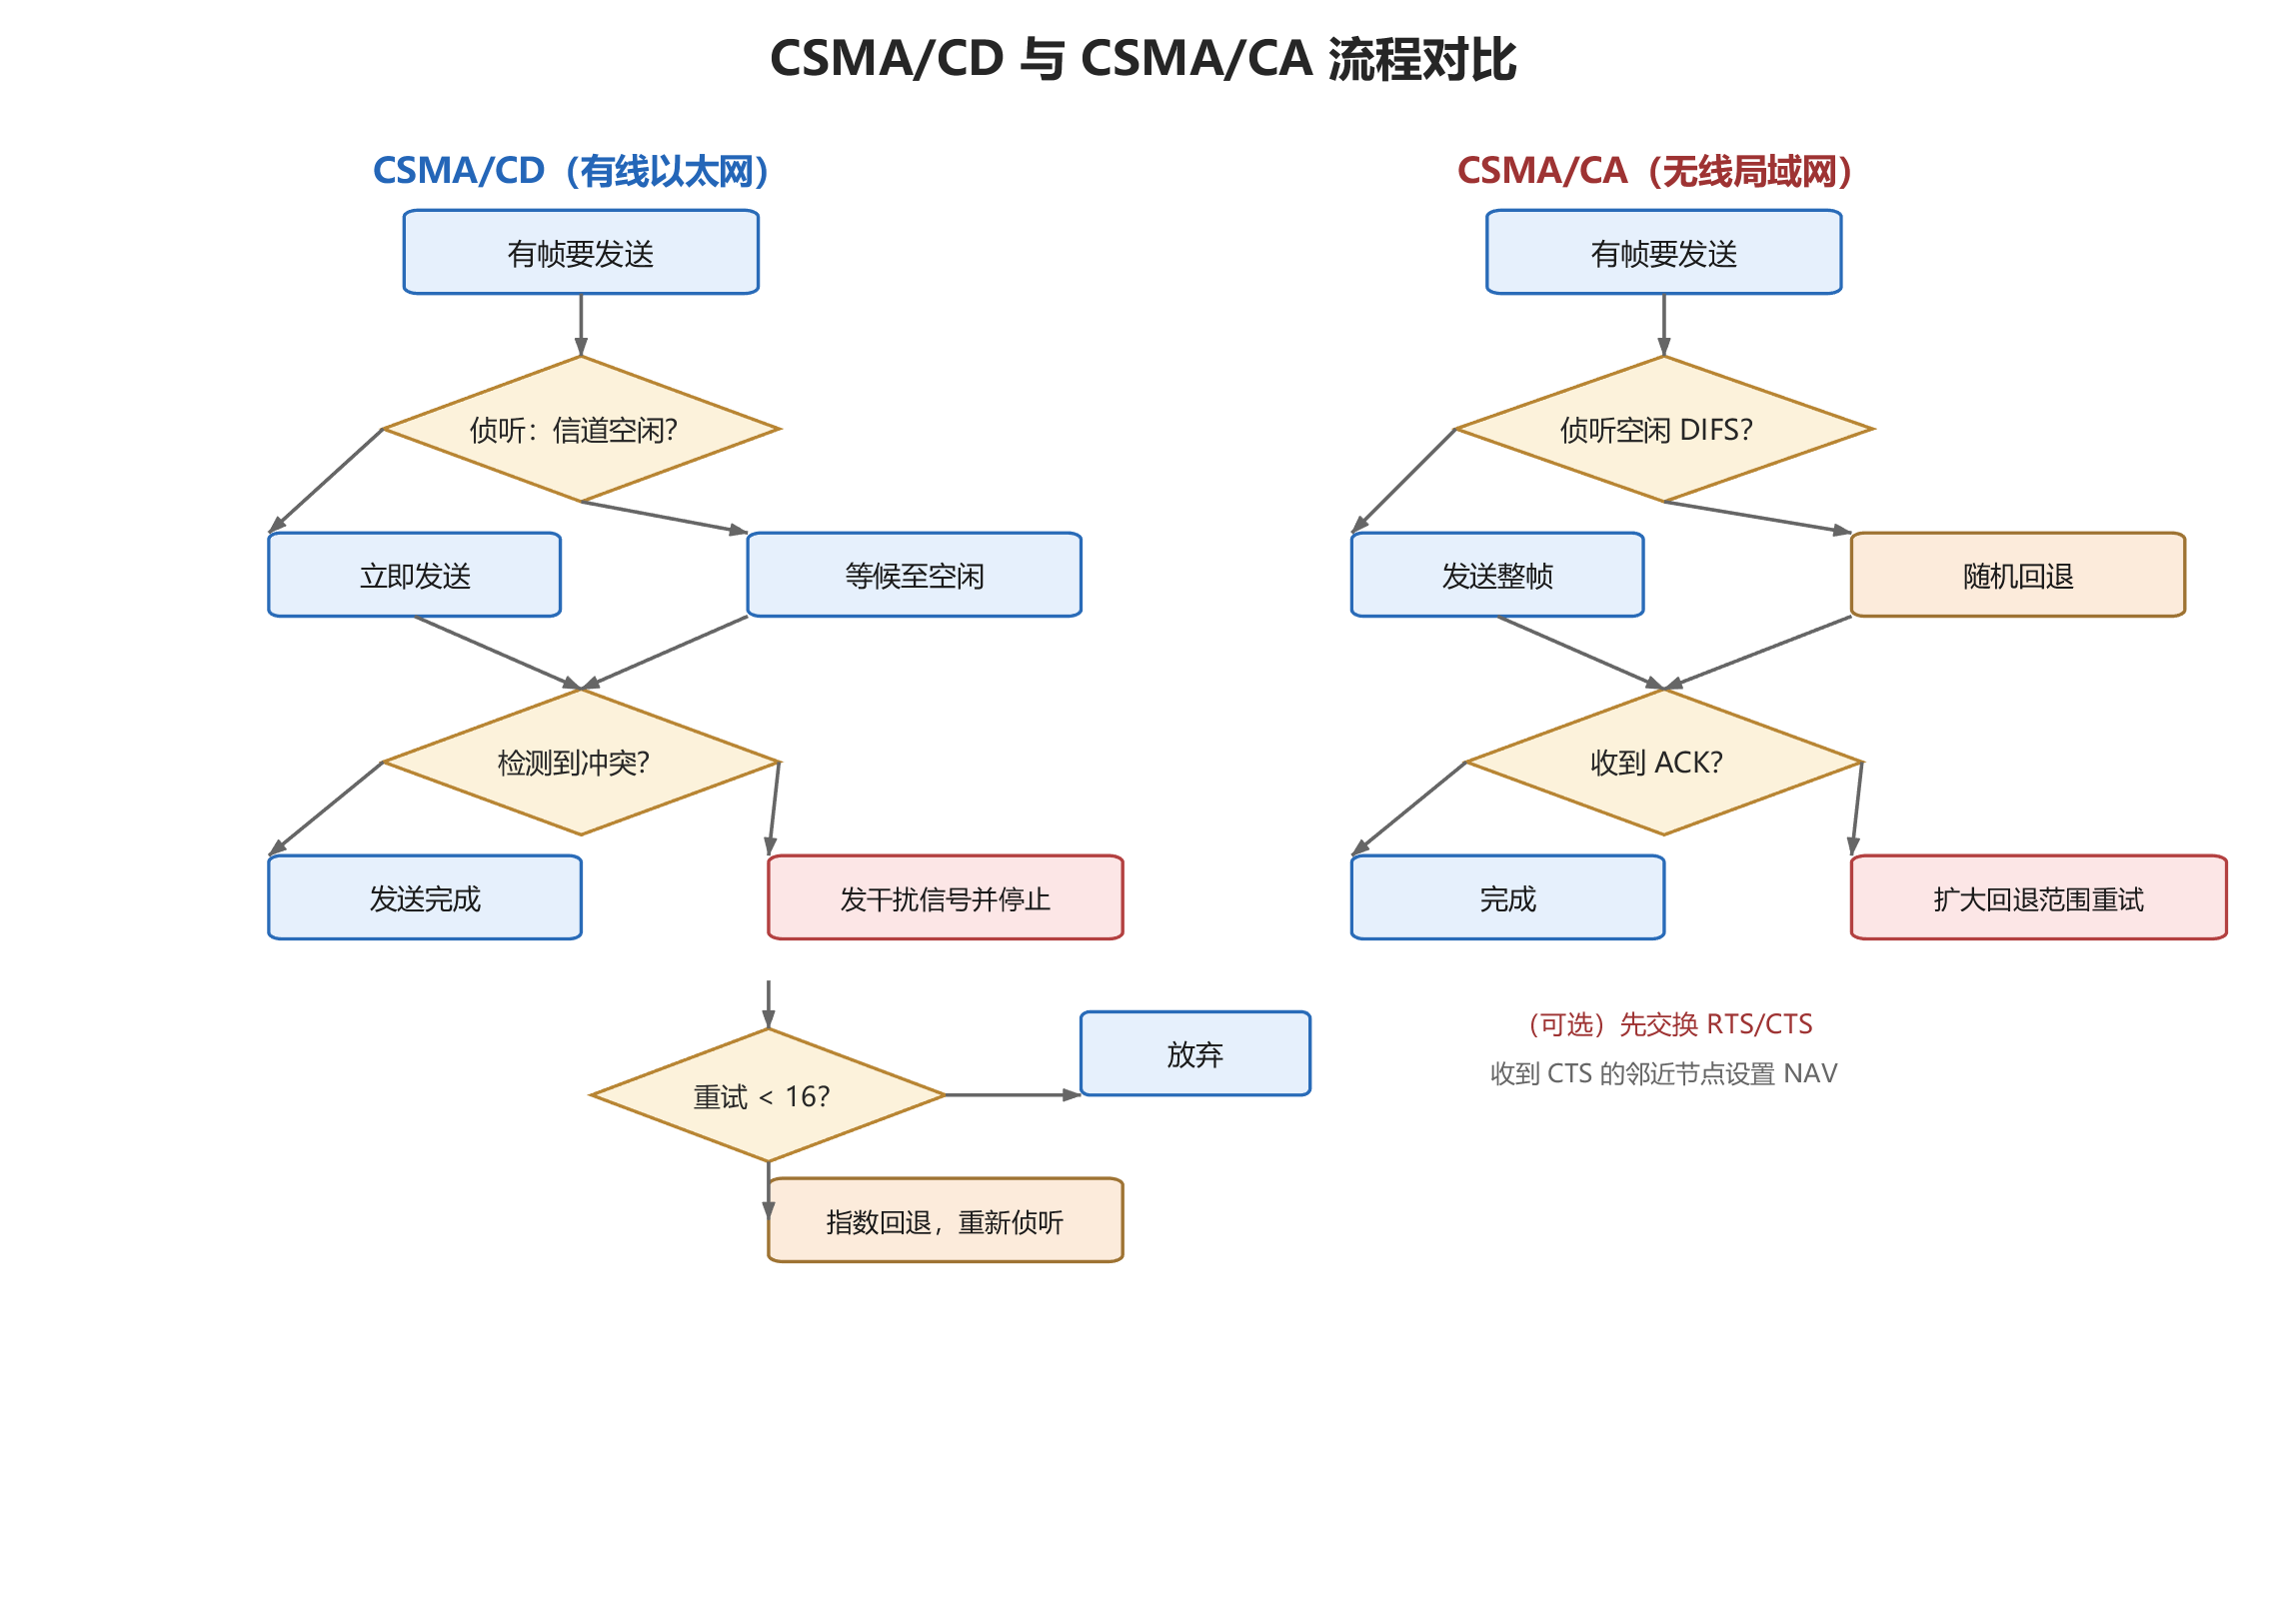 CSMA/CD 与 CSMA/CA 流程对比
CSMA/CD（有线以太网）
有帧要发送
侦听：信道空闲？
立即发送
等候至空闲
检测到冲突？
发送完成
发干扰信号并停止
重试 < 16？
放弃
指数回退，重新侦听
CSMA/CA（无线局域网）
有帧要发送
侦听空闲 DIFS？
发送整帧
随机回退
收到 ACK？
完成
扩大回退范围重试
（可选）先交换 RTS/CTS
收到 CTS 的邻近节点设置 NAV